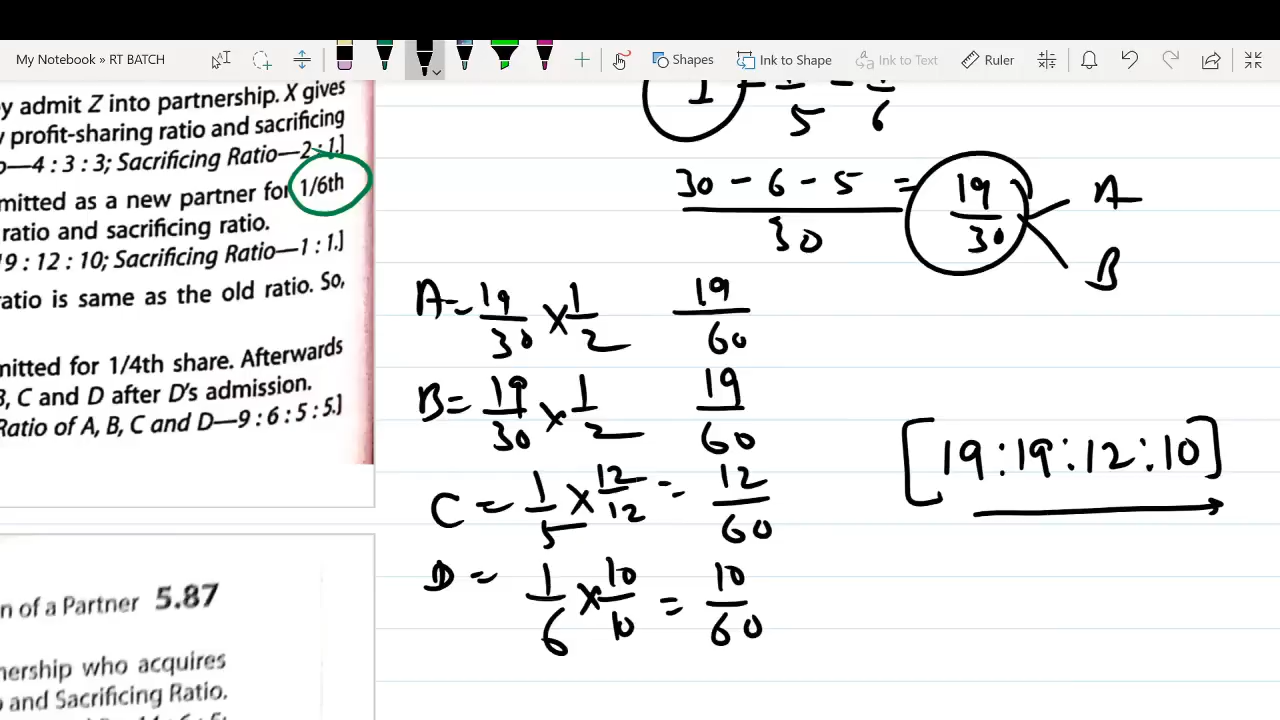 My Notebook » RT BATCH
Shapes
Ink to Shape
Ink to Text
Ruler
y admit Z into partnership. X gives
profit-sharing ratio and sacrificing
—4 : 3 : 3; Sacrificing Ratio—2 : 1.]
mitted as a new partner for 1/6th
ratio and sacrificing ratio.
9 : 12 : 10; Sacrificing Ratio—1 : 1.]
ratio is same as the old ratio. So,
mitted for 1/4th share. Afterwards
B, C and D after D's admission.
Ratio of A, B, C and D—9 : 6 : 5 : 5.]
n of a Partner 5.87
nership who acquires
and Sacrificing Ratio.
1 - 1/5 - 1/6
30 - 6 - 5 / 30 = 19/30 A
B
A = 19/30 × 1/2 19/60
B = 19/30 × 1/2 19/60
[19 : 19 : 12 : 10]
C = 1/5 × 12/12 = 12/60
D = 1/6 × 10/10 = 10/60